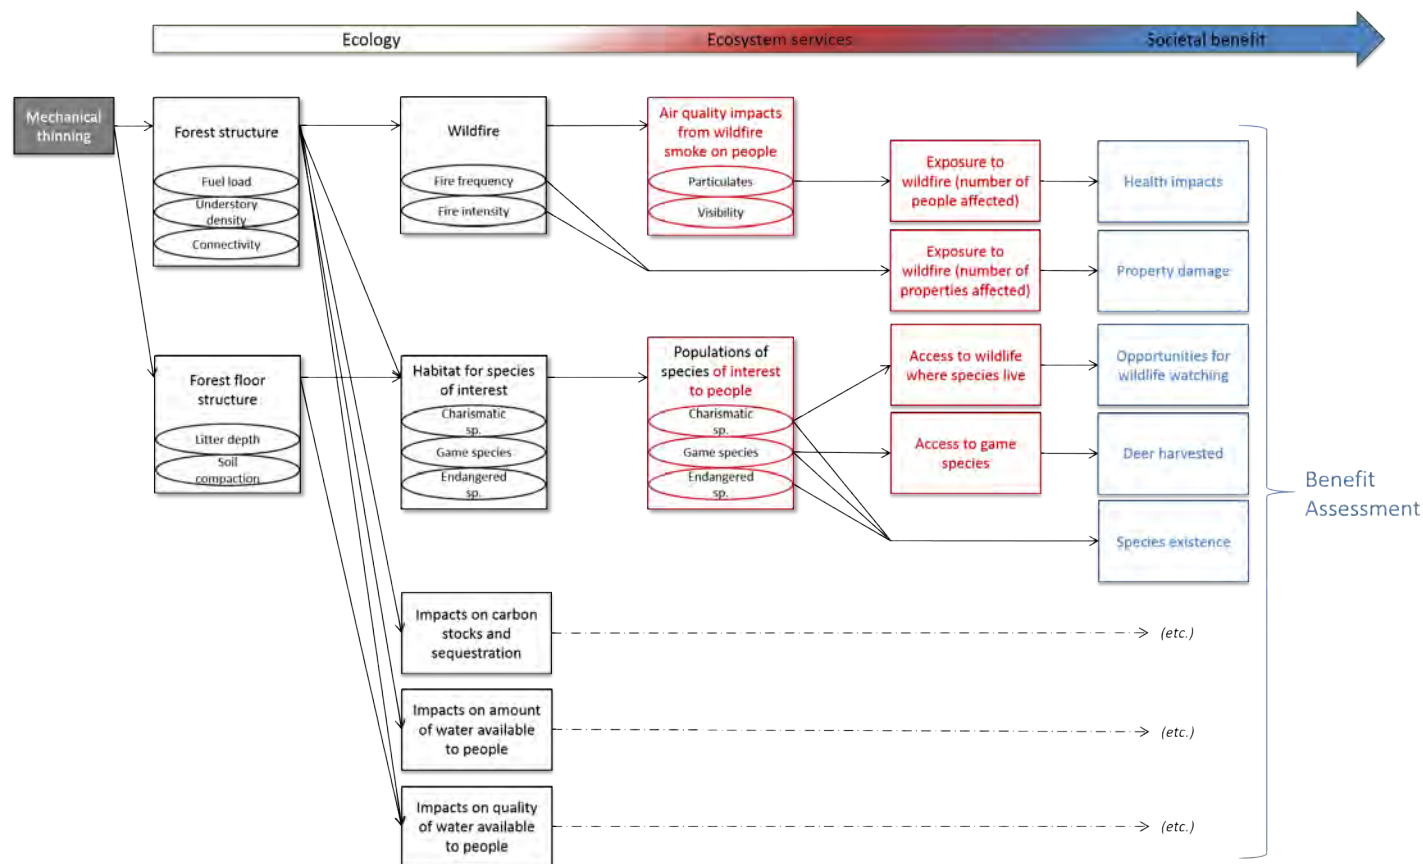 Ecology
Ecosystem services
Societal benefit
Mechanical
thinning
Forest structure
Fuel load
Understory
density
Connectivity
Wildfire
Fire frequency
Fire intensity
Air quality impacts
from wildfire
smoke on people
Particulates
Visibility
Exposure to
wildfire (number of
people affected)
Health impacts
Exposure to
wildfire (number of
properties affected)
Property damage
Forest floor
structure
Litter depth
Soil
compaction
Habitat for species
of interest
Charismatic
sp.
Game species
Endangered
sp.
Populations of
species of interest
to people
Charismatic
sp.
Game species
Endangered
sp.
Access to wildlife
where species live
Opportunities for
wildlife watching
Access to game
species
Deer harvested
Species existence
Benefit
Assessment
Impacts on carbon
stocks and
sequestration
(etc.)
Impacts on amount
of water available
to people
(etc.)
Impacts on quality
of water available
to people
(etc.)